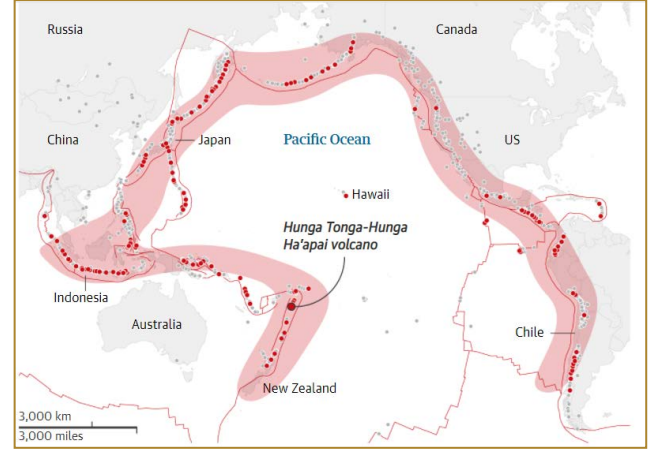 Russia
Canada
China
Japan
Pacific Ocean
US
Hawaii
Hunga Tonga-Hunga
Ha'apai volcano
Indonesia
Australia
Chile
New Zealand
3,000 km
3,000 miles